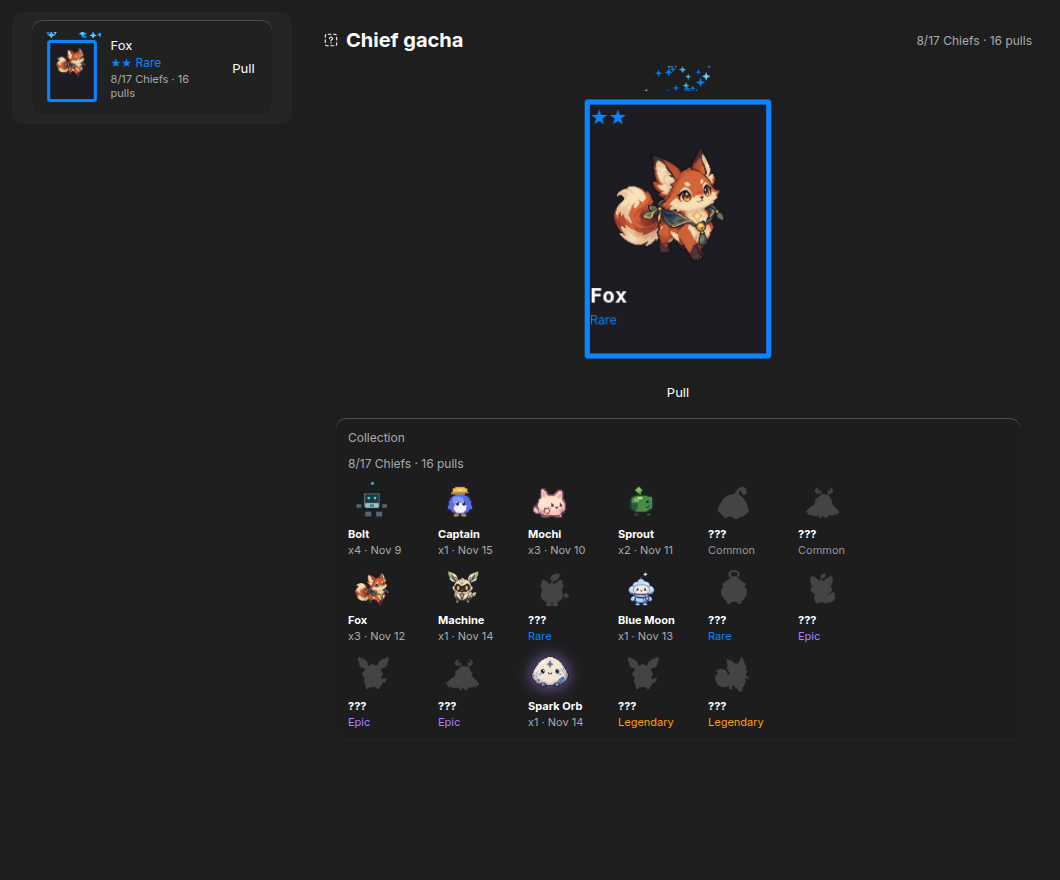 Fox
★★ Rare
8/17 Chiefs · 16
pulls
Pull
Chief gacha
8/17 Chiefs · 16 pulls
★★
Fox
Rare
Pull
Collection
8/17 Chiefs · 16 pulls
Bolt
x4 · Nov 9
Captain
x1 · Nov 15
Mochi
x3 · Nov 10
Sprout
x2 · Nov 11
???
Common
???
Common
Fox
x3 · Nov 12
Machine
x1 · Nov 14
???
Rare
Blue Moon
x1 · Nov 13
???
Rare
???
Epic
???
Epic
???
Epic
Spark Orb
x1 · Nov 14
???
Legendary
???
Legendary